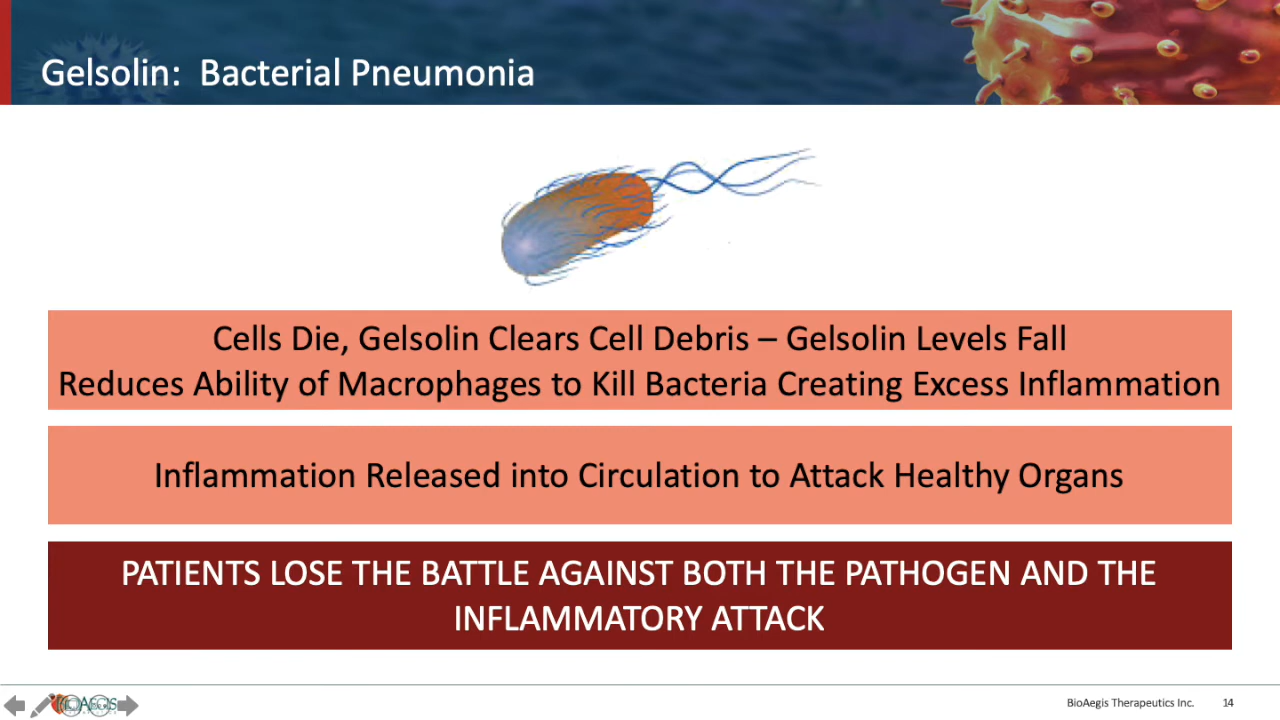 Gelsolin: Bacterial Pneumonia
Cells Die, Gelsolin Clears Cell Debris – Gelsolin Levels Fall
Reduces Ability of Macrophages to Kill Bacteria Creating Excess Inflammation
Inflammation Released into Circulation to Attack Healthy Organs
PATIENTS LOSE THE BATTLE AGAINST BOTH THE PATHOGEN AND THE
INFLAMMATORY ATTACK
BioAegis Therapeutics Inc. 14